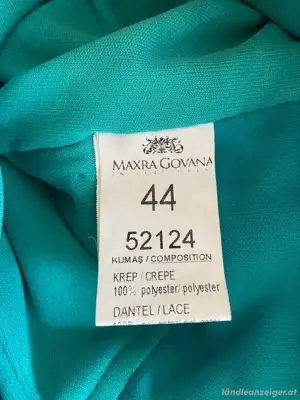 MAXRA GOVANA
44
52124
KUMAŞ / COMPOSITION
KREP / CREPE
100% polyester/ polyester
DANTEL / LACE
ländleanzeiger.at